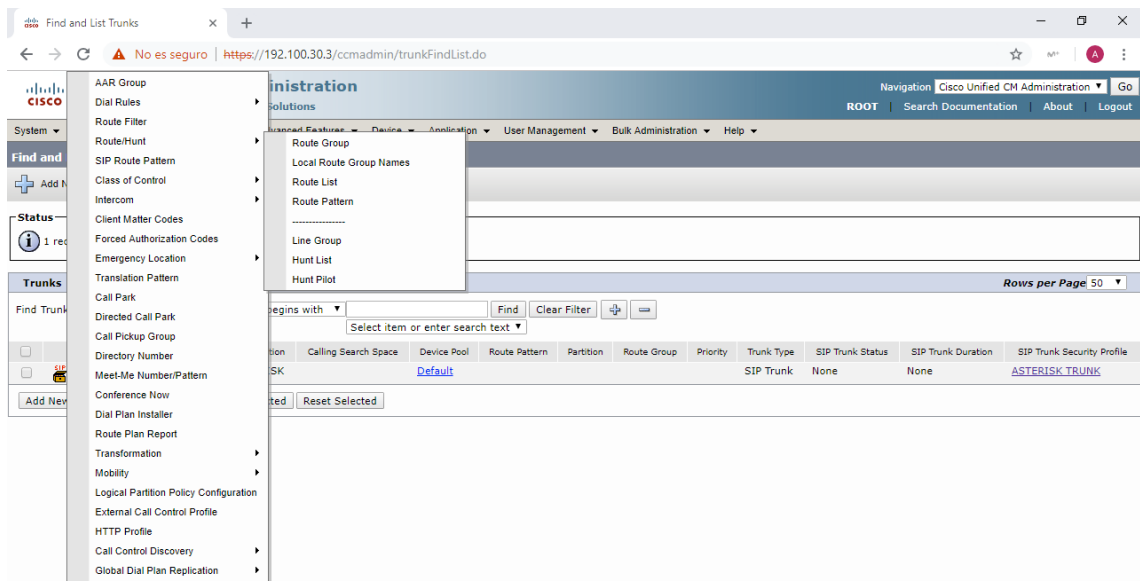 Find and List Trunks
No es seguro | https://192.100.30.3/ccmadmin/trunkFindList.do
A
CISCO
Navigation Cisco Unified CM Administration Go
ROOT | Search Documentation | About | Logout
System
Device Application User Management Bulk Administration Help
Find and
Add
Status
1
AAR Group
Dial Rules
Route Filter
Route/Hunt
SIP Route Pattern
Class of Control
Intercom
Client Matter Codes
Forced Authorization Codes
Emergency Location
Translation Pattern
Call Park
Directed Call Park
Call Pickup Group
Directory Number
Meet-Me Number/Pattern
Conference Now
Dial Plan Installer
Route Plan Report
Transformation
Mobility
Logical Partition Policy Configuration
External Call Control Profile
HTTP Profile
Call Control Discovery
Global Dial Plan Replication
Route Group
Local Route Group Names
Route List
Route Pattern
----------------
Line Group
Hunt List
Hunt Pilot
Trunks
Rows per Page 50
Find Trunk
begins with
Find Clear Filter
Select item or enter search text
Calling Search Space Device Pool Route Pattern Partition Route Group Priority Trunk Type SIP Trunk Status SIP Trunk Duration SIP Trunk Security Profile
SIP
Default SIP Trunk None None ASTERISK TRUNK
Add New
Reset Selected